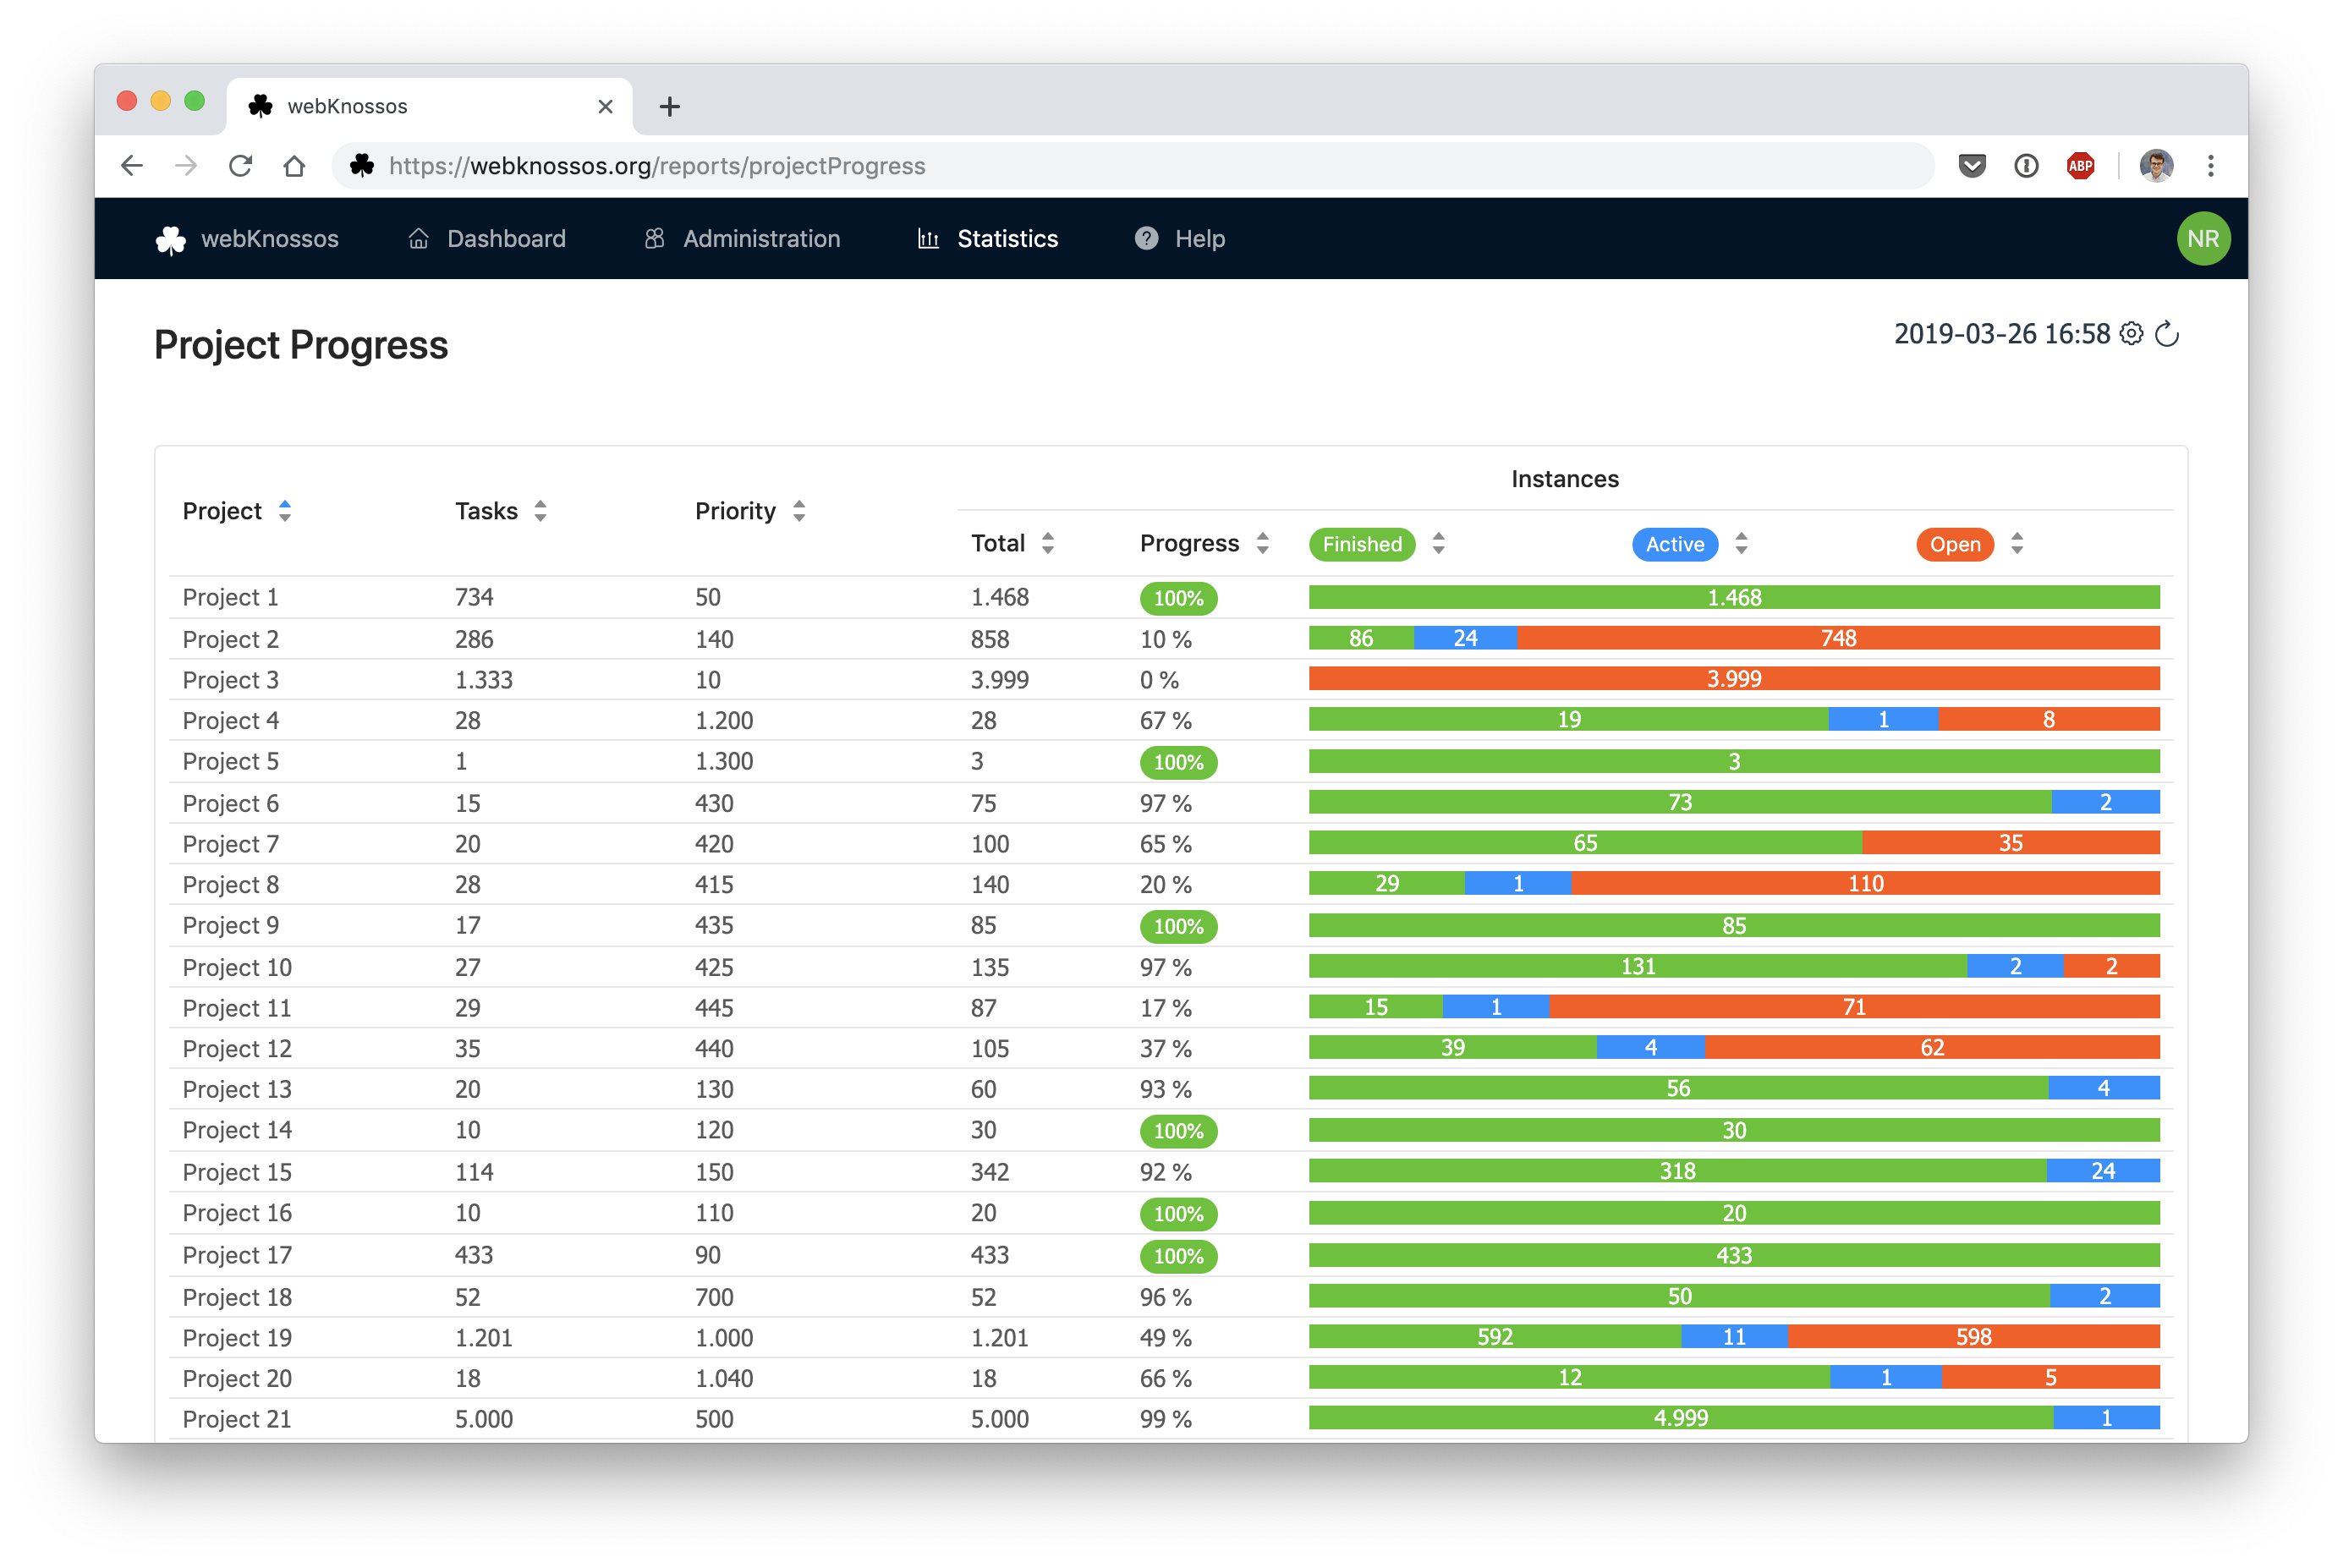 webKnossos
https://webknossos.org/reports/projectProgress
ABP
webKnossos Dashboard Administration Statistics ? Help NR
Project Progress
2019-03-26 16:58
Instances
Project Tasks Priority
Total Progress Finished Active Open
Project 1 734 50 1.468 100% 1.468
Project 2 286 140 858 10 % 86 24 748
Project 3 1.333 10 3.999 0 % 3.999
Project 4 28 1.200 28 67 % 19 1 8
Project 5 1 1.300 3 100% 3
Project 6 15 430 75 97 % 73 2
Project 7 20 420 100 65 % 65 35
Project 8 28 415 140 20 % 29 1 110
Project 9 17 435 85 100% 85
Project 10 27 425 135 97 % 131 2 2
Project 11 29 445 87 17 % 15 1 71
Project 12 35 440 105 37 % 39 4 62
Project 13 20 130 60 93 % 56 4
Project 14 10 120 30 100% 30
Project 15 114 150 342 92 % 318 24
Project 16 10 110 20 100% 20
Project 17 433 90 433 100% 433
Project 18 52 700 52 96 % 50 2
Project 19 1.201 1.000 1.201 49 % 592 11 598
Project 20 18 1.040 18 66 % 12 1 5
Project 21 5.000 500 5.000 99 % 4.999 1